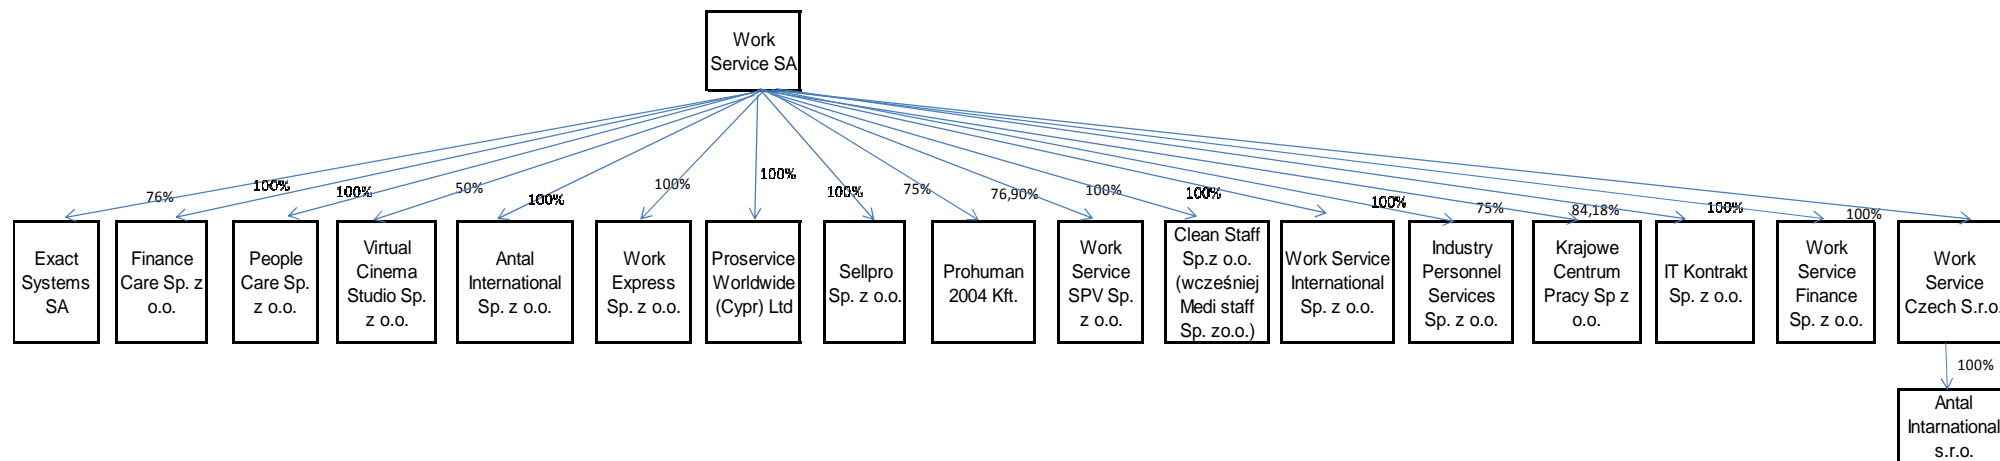 Work
Service SA
76%
100%
100%
50%
100%
100%
100%
100%
75%
76,90%
100%
100%
100%
75%
84,18%
100%
100%
Exact
Systems
SA
Finance
Care Sp. z
o.o.
People
Care Sp.
z o.o.
Virtual
Cinema
Studio Sp.
z o.o.
Antal
International
Sp. z o.o.
Work
Express
Sp. z o.o.
Proservice
Worldwide
(Cypr) Ltd
Sellpro
Sp. z o.o.
Prohuman
2004 Kft.
Work
Service
SPV Sp.
z o.o.
Clean Staff
Sp.z o.o.
(wcześniej
Medi staff
Sp. zo.o.)
Work Service
International
Sp. z o.o.
Industry
Personnel
Services
Sp. z o.o.
Krajowe
Centrum
Pracy Sp z
o.o.
IT Kontrakt
Sp. z o.o.
Work
Service
Finance
Sp. z o.o.
Work
Service
Czech S.r.o.
100%
Antal
Intarnational
s.r.o.